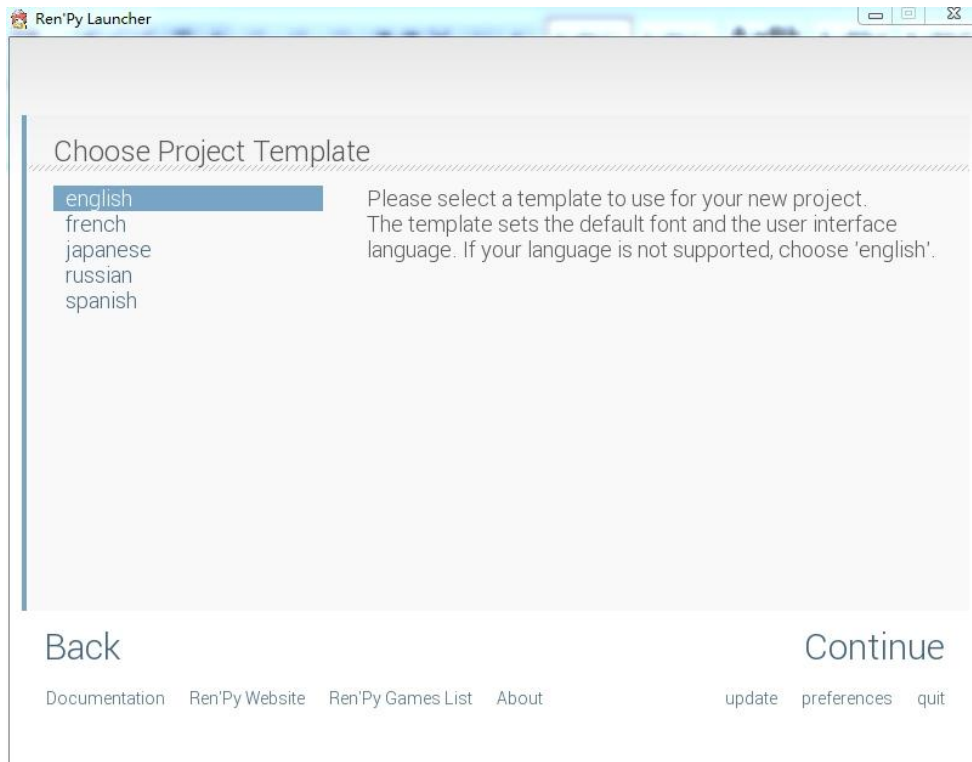 Ren'Py Launcher
Choose Project Template
english
french
japanese
russian
spanish
Please select a template to use for your new project.
The template sets the default font and the user interface
language. If your language is not supported, choose 'english'.
Back
Continue
Documentation Ren'Py Website Ren'Py Games List About update preferences quit